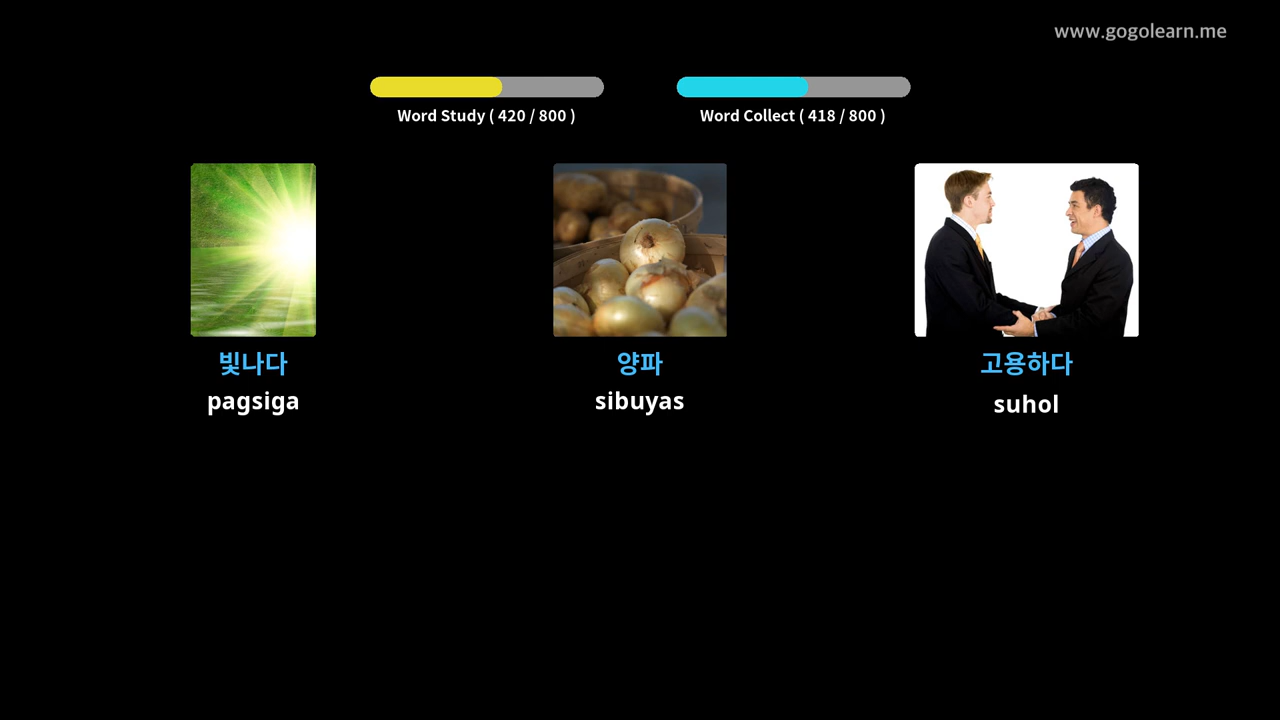 www.gogolearn.me
Word Study ( 420 / 800 )
Word Collect ( 418 / 800 )
빛나다
pagsiga
양파
sibuyas
고용하다
suhol